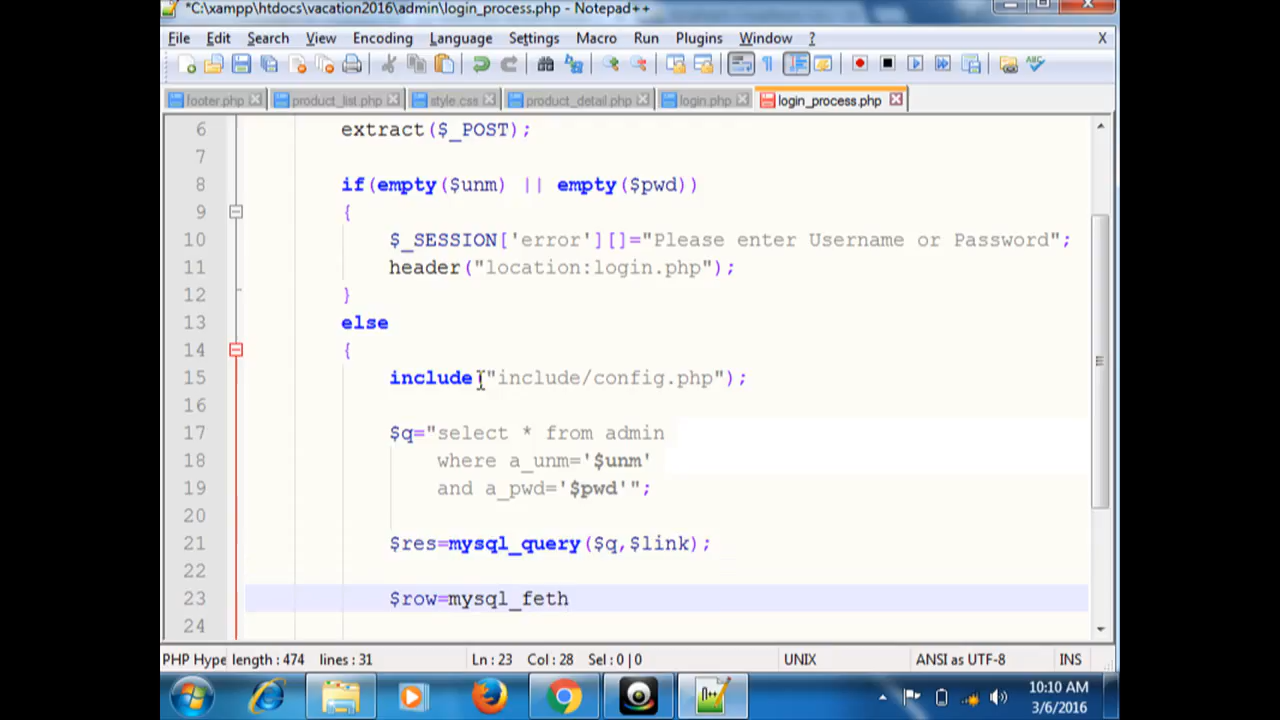 *C:\xampp\htdocs\vacation2016\admin\login_process.php - Notepad++
File Edit Search View Encoding Language Settings Macro Run Plugins Window ? X
footer.php product_list.php style.css product_detail.php login.php login_process.php
6 extract($_POST);
7
8 if(empty($unm) || empty($pwd))
9 {
10 $_SESSION['error'][]="Please enter Username or Password";
11 header("location:login.php");
12 }
13 else
14 {
15 include("include/config.php");
16
17 $q="select * from admin
18 where a_unm='$unm'
19 and a_pwd='$pwd'";
20
21 $res=mysql_query($q,$link);
22
23 $row=mysql_feth
24
PHP Hype length : 474 lines : 31 Ln : 23 Col : 28 Sel : 0 | 0 UNIX ANSI as UTF-8 INS
10:10 AM
3/6/2016